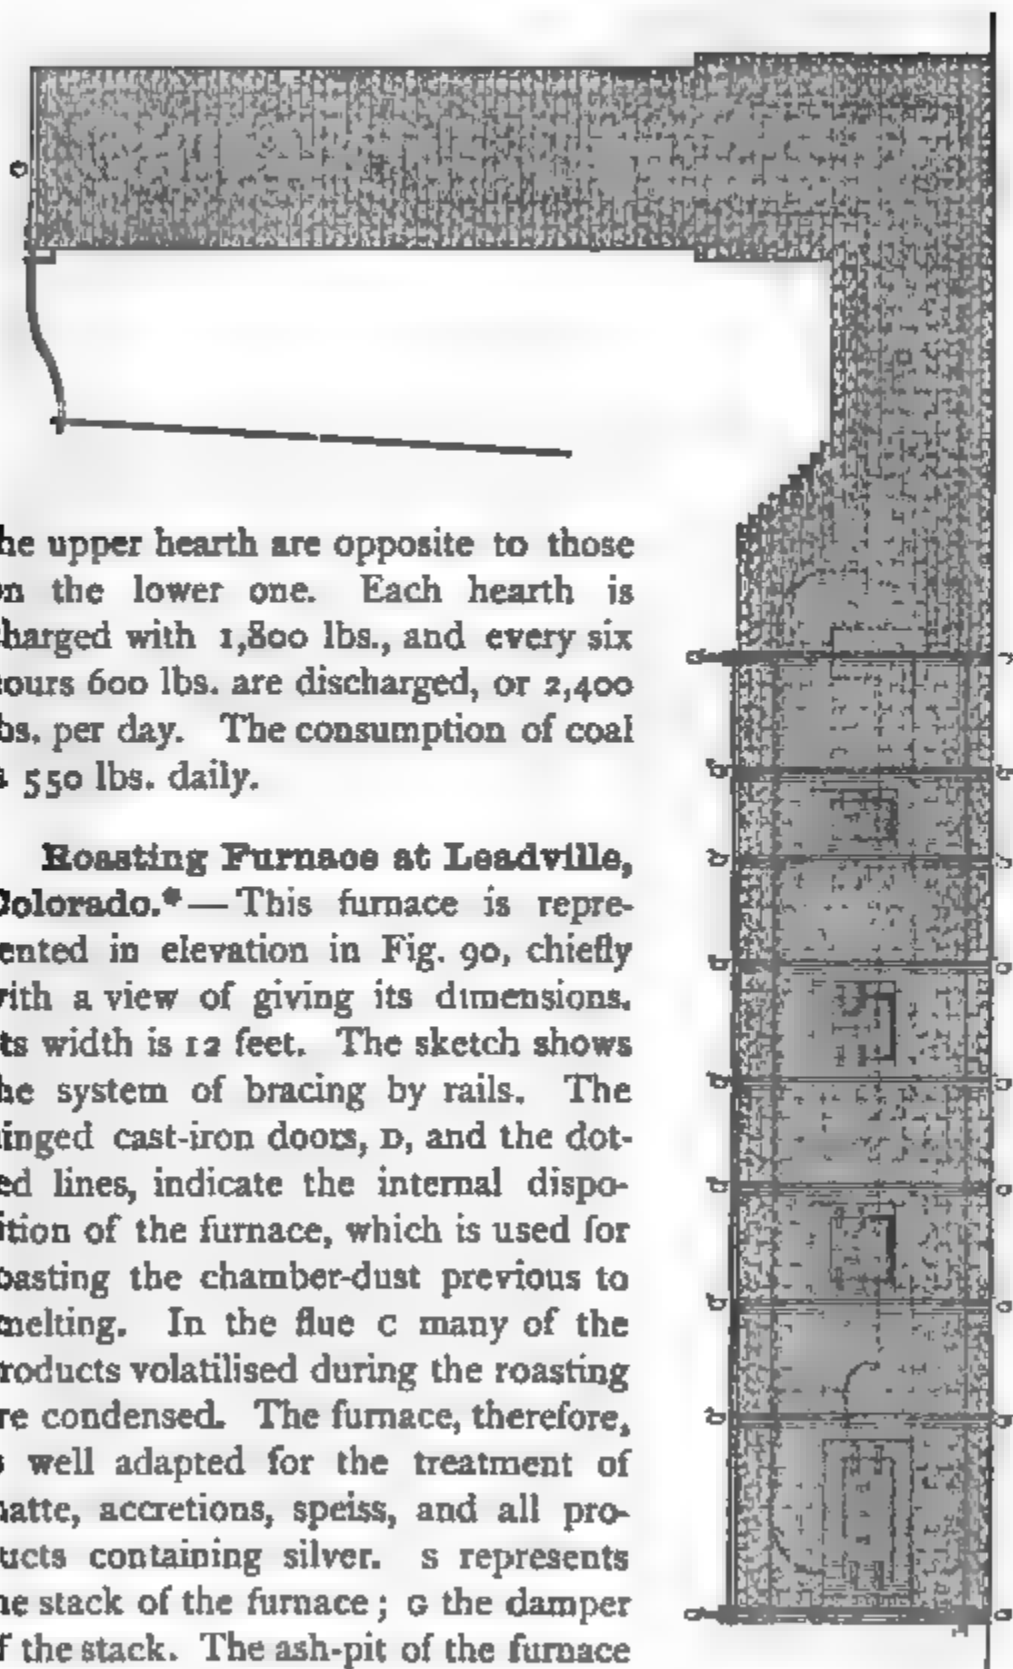 he upper hearth are opposite to those
n the lower one. Each hearth is
harged with 1,800 lbs., and every six
ours 600 lbs. are discharged, or 2,400
bs. per day. The consumption of coal
550 lbs. daily.
Roasting Furnace at Leadville,
Colorado.*—This furnace is repre-
ented in elevation in Fig. 90, chiefly
ith a view of giving its dimensions.
ts width is 12 feet. The sketch shows
he system of bracing by rails. The
inged cast-iron doors, D, and the dot-
ed lines, indicate the internal dispo-
ition of the furnace, which is used for
oasting the chamber-dust previous to
melting. In the flue C many of the
roducts volatilised during the roasting
re condensed. The furnace, therefore,
s well adapted for the treatment of
atte, accretions, speiss, and all pro-
ucts containing silver. S represents
he stack of the furnace; G the damper
f the stack. The ash-pit of the furnace